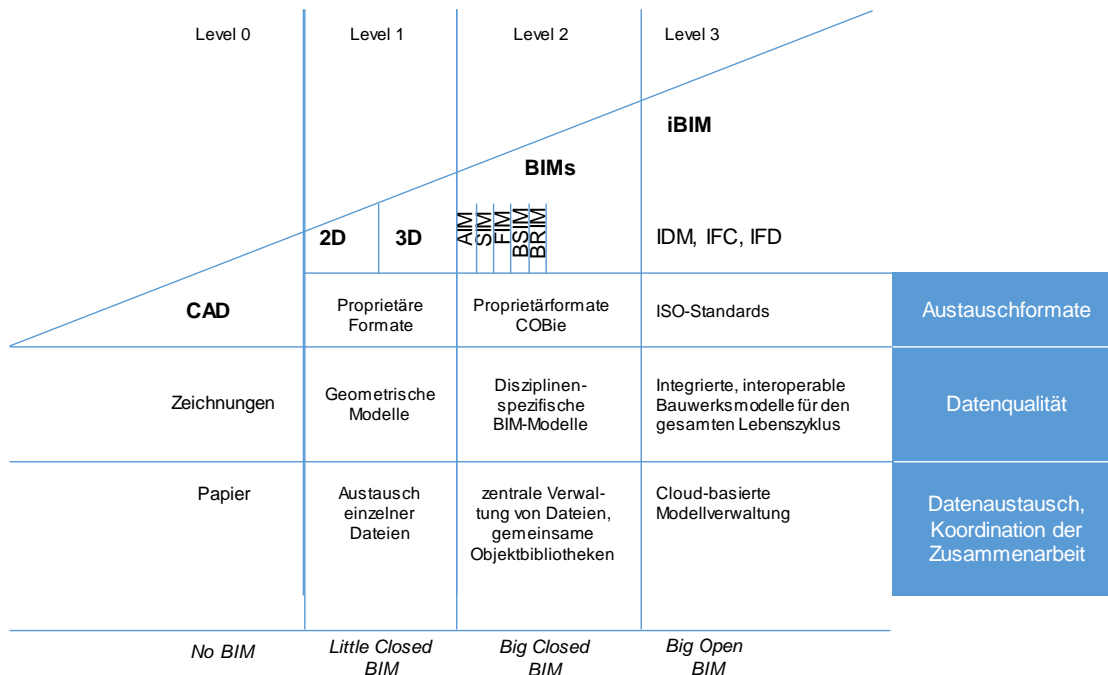 Level 0
Level 1
Level 2
Level 3
iBIM
BIMs
2D
3D
AIM
SIM
FIM
BSIM
BRIM
IDM, IFC, IFD
CAD
Proprietäre
Formate
Proprietärformate
COBie
ISO-Standards
Austauschformate
Zeichnungen
Geometrische
Modelle
Disziplinen-
spezifische
BIM-Modelle
Integrierte, interoperable
Bauwerksmodelle für den
gesamten Lebenszyklus
Datenqualität
Papier
Austausch
einzelner
Dateien
zentrale Verwal-
tung von Dateien,
gemeinsame
Objektbibliotheken
Cloud-basierte
Modellverwaltung
Datenaustausch,
Koordination der
Zusammenarbeit
No BIM
Little Closed
BIM
Big Closed
BIM
Big Open
BIM